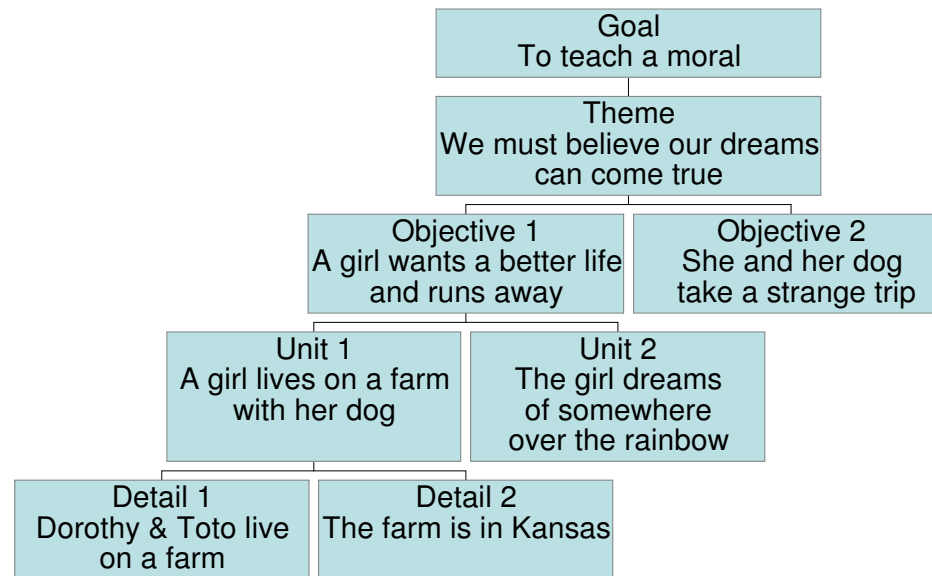 Goal
To teach a moral
Theme
We must believe our dreams
can come true
Objective 1
A girl wants a better life
and runs away
Objective 2
She and her dog
take a strange trip
Unit 1
A girl lives on a farm
with her dog
Unit 2
The girl dreams
of somewhere
over the rainbow
Detail 1
Dorothy & Toto live
on a farm
Detail 2
The farm is in Kansas